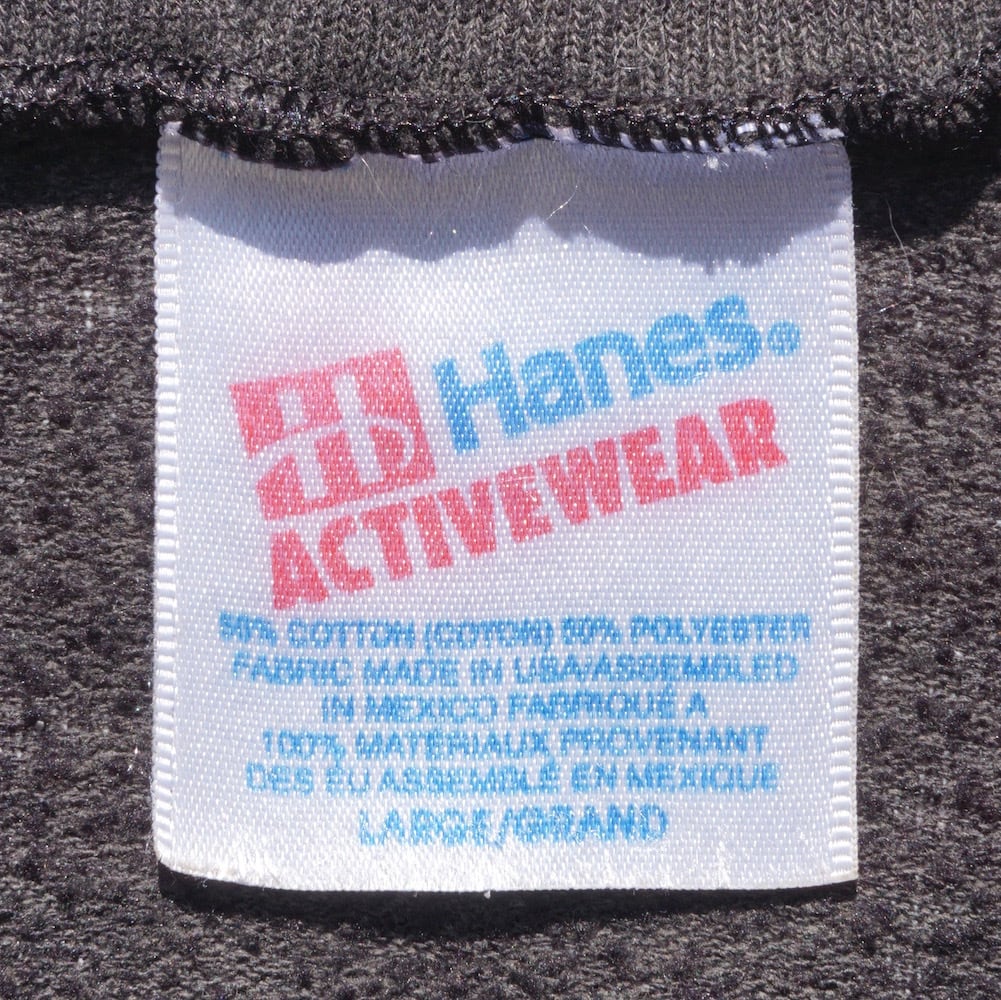 Hanes®
ACTIVEWEAR
50% COTTON (COTON) 50% POLYESTER
FABRIC MADE IN USA/ASSEMBLED
IN MEXICO FABRIQUÉ A
100% MATÉRIAUX PROVENANT
DES ÉU ASSEMBLÉ EN MEXIQUE
LARGE/GRAND